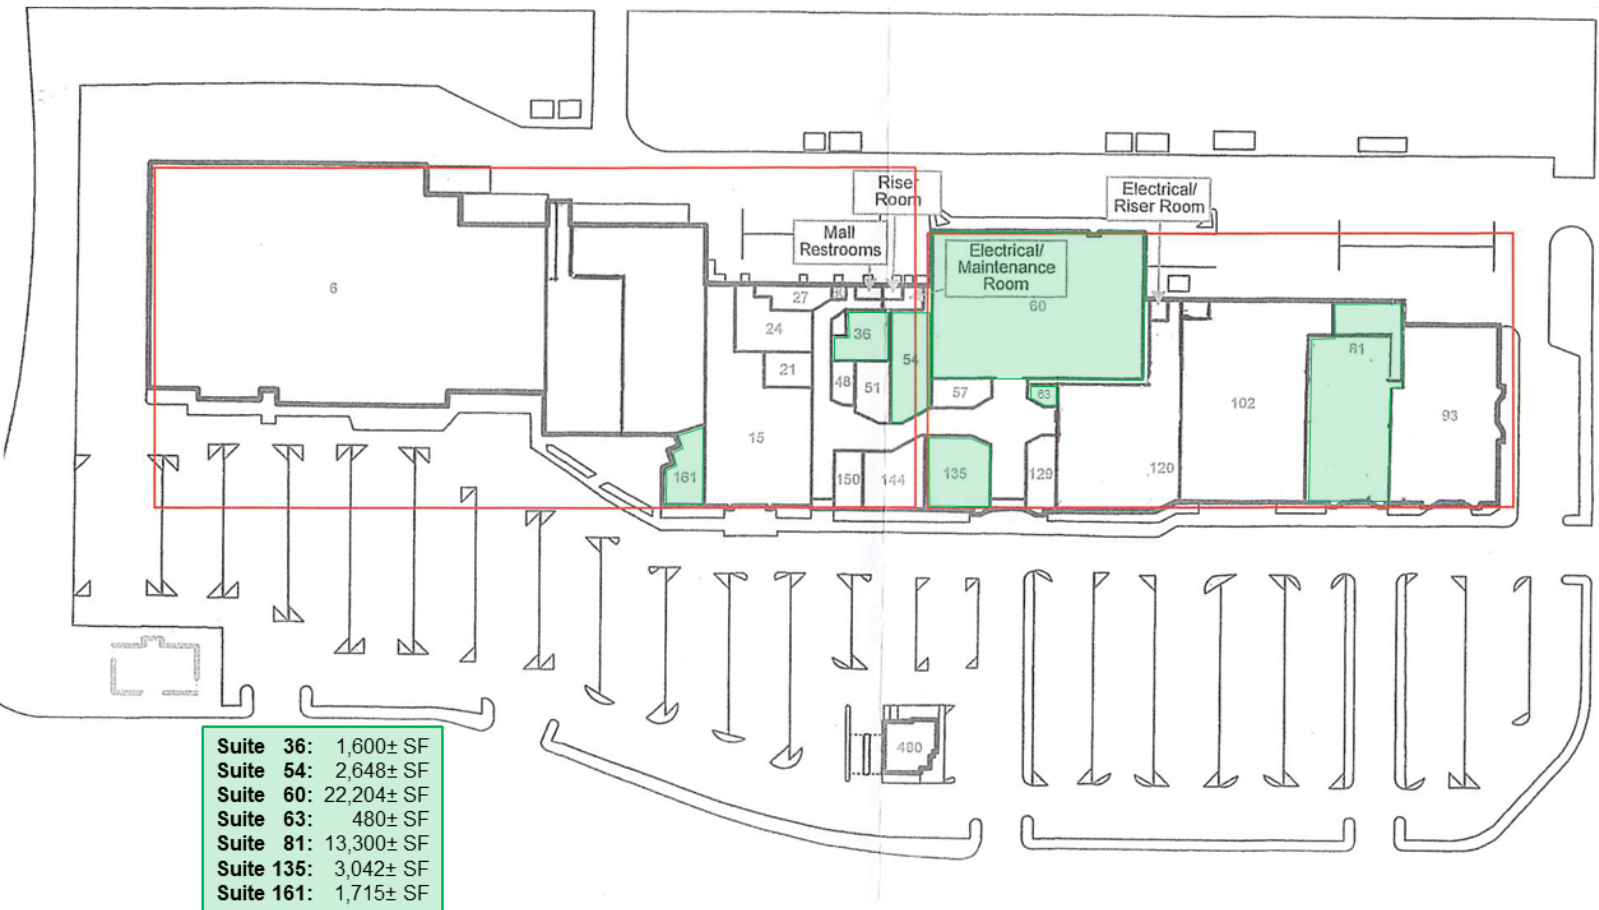 Riser
Room
Electrical/
Riser Room
Mall
Restrooms
Electrical/
Maintenance
Room
6
27
24
21
15
36
48
51
54
60
57
63
81
102
93
120
161
150
144
135
129
480
Suite 36: 1,600± SF
Suite 54: 2,648± SF
Suite 60: 22,204± SF
Suite 63: 480± SF
Suite 81: 13,300± SF
Suite 135: 3,042± SF
Suite 161: 1,715± SF